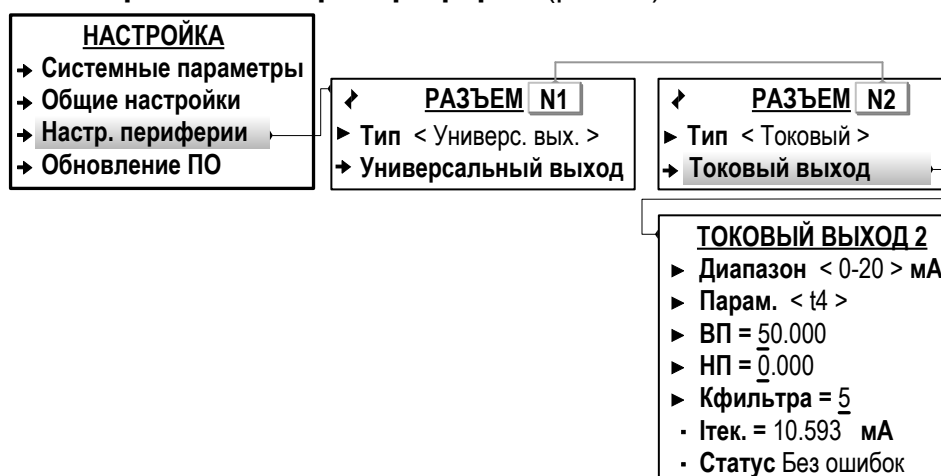 НАСТРОЙКА
Системные параметры
Общие настройки
Настр. периферии
Обновление ПО
РАЗЪЕМ N1
Тип < Универс. вых. >
Универсальный выход
РАЗЪЕМ N2
Тип < Токовый >
Токовый выход
ТОКОВЫЙ ВЫХОД 2
Диапазон < 0-20 > мА
Парам. < t4 >
ВП = 50.000
НП = 0.000
Кфильтра = 5
Iтек. = 10.593 мА
Статус Без ошибок